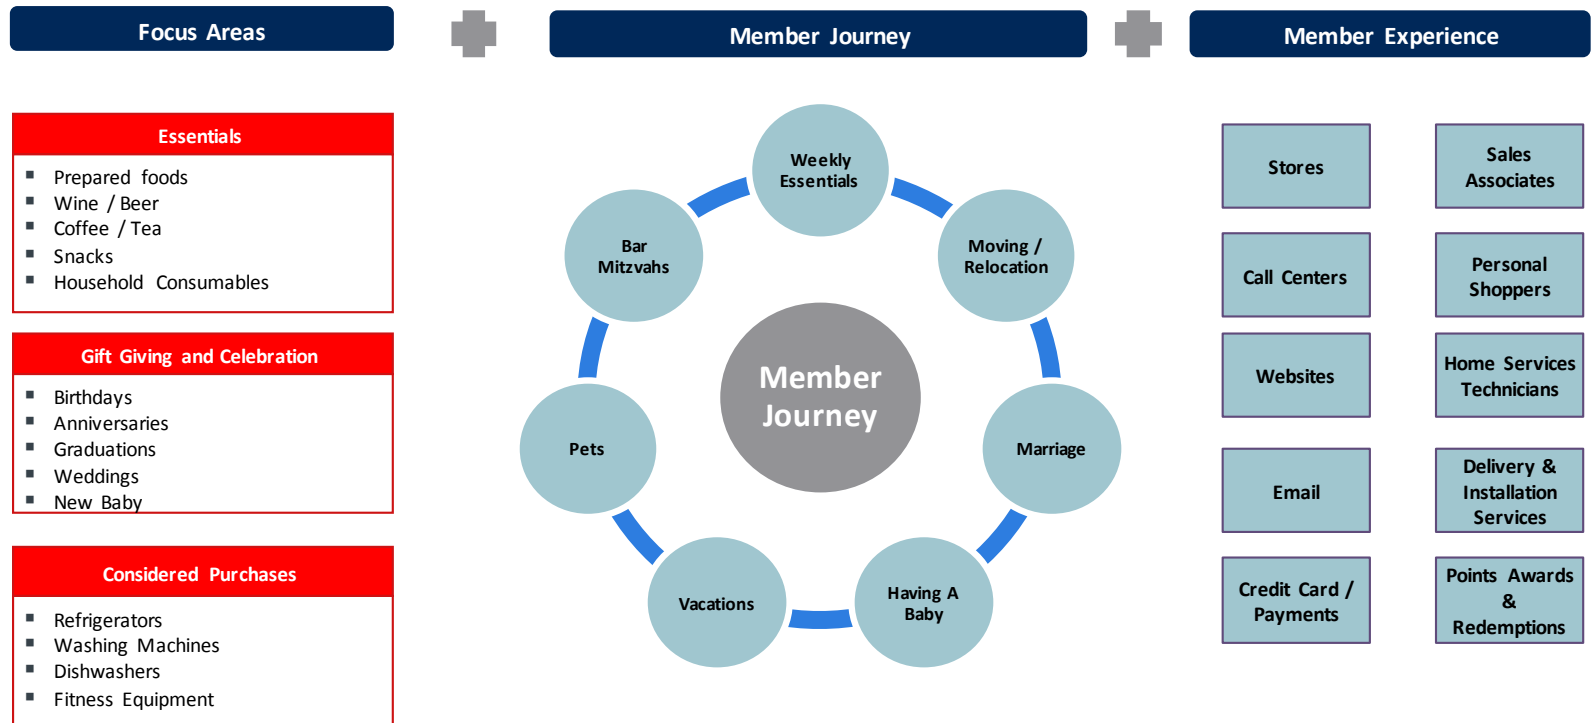 Focus Areas
Member Journey
Member Experience
Essentials
Prepared foods
Wine / Beer
Coffee / Tea
Snacks
Household Consumables
Gift Giving and Celebration
Birthdays
Anniversaries
Graduations
Weddings
New Baby
Considered Purchases
Refrigerators
Washing Machines
Dishwashers
Fitness Equipment
Weekly
Essentials
Moving /
Relocation
Marriage
Having A
Baby
Vacations
Pets
Bar
Mitzvahs
Member
Journey
Stores
Sales
Associates
Call Centers
Personal
Shoppers
Websites
Home Services
Technicians
Email
Delivery &
Installation
Services
Credit Card /
Payments
Points Awards
&
Redemptions